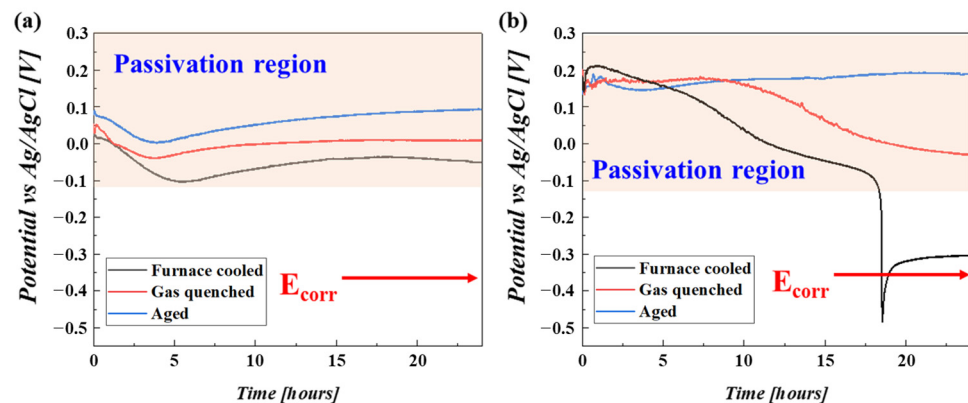 (a)
Potential vs Ag/AgCl [V]
0.3
0.2
0.1
0.0
−0.1
−0.2
−0.3
−0.4
−0.5
Passivation region
Furnace cooled
Gas quenched
Aged
E_corr
0 5 10 15 20
Time [hours]
(b)
Potential vs Ag/AgCl [V]
0.3
0.2
0.1
0.0
−0.1
−0.2
−0.3
−0.4
−0.5
Passivation region
Furnace cooled
Gas quenched
Aged
E_corr
0 5 10 15 20
Time [hours]